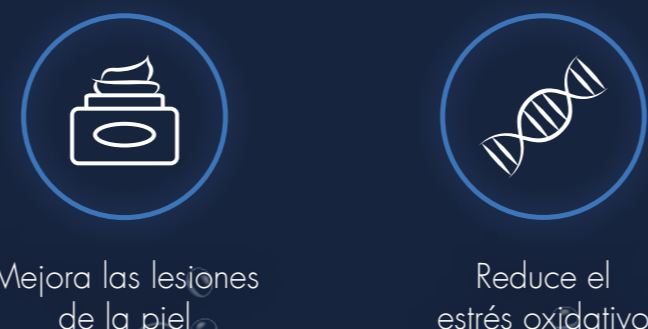 Mejora las lesiones
de la piel
Reduce el
estrés oxidativo